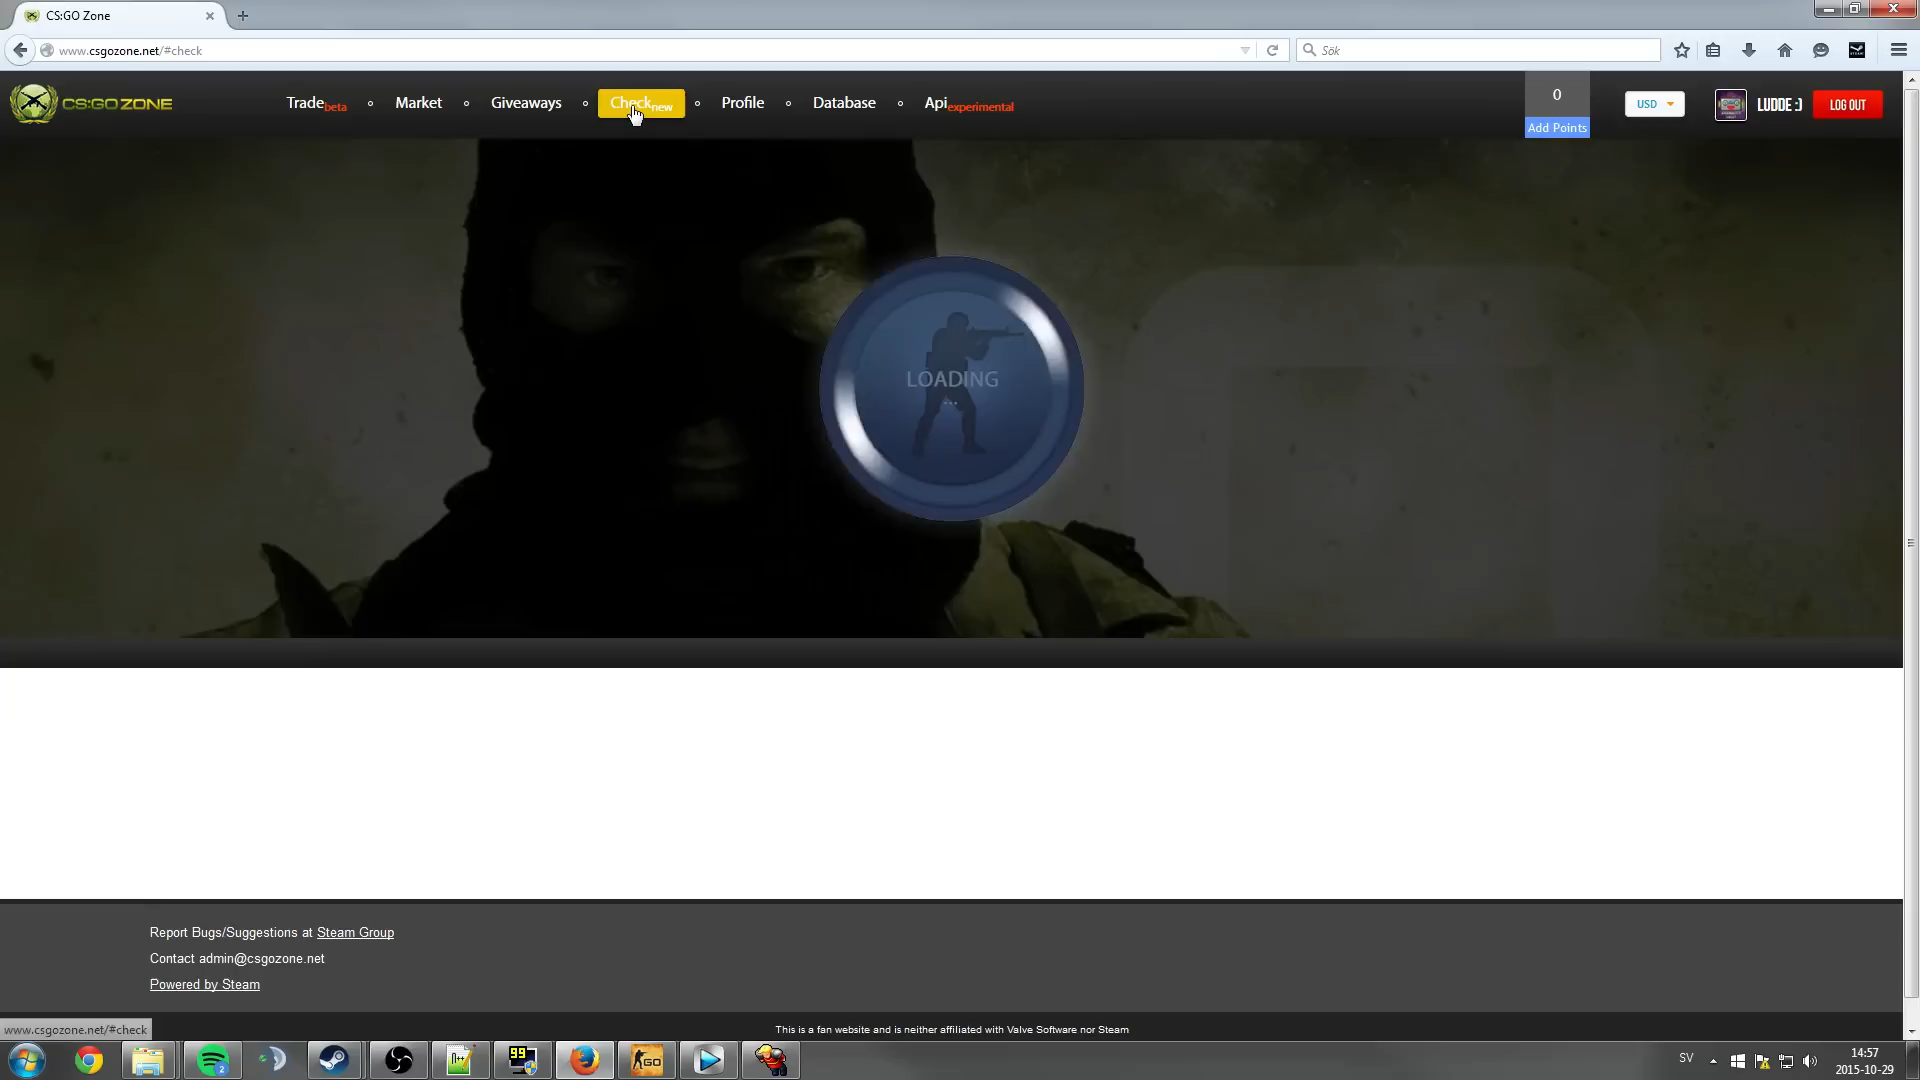 CS:GO Zone
www.csgozone.net/#check
Sök
CS:GO ZONE
Tradebeta
Market
Giveaways
Checknew
Profile
Database
Apiexperimental
0
Add Points
USD
LUDDE :)
LOG OUT
LOADING
...
Report Bugs/Suggestions at Steam Group
Contact admin@csgozone.net
Powered by Steam
www.csgozone.net/#check
This is a fan website and is neither affiliated with Valve Software nor Steam
2
99
GO
SV
14:57
2015-10-29